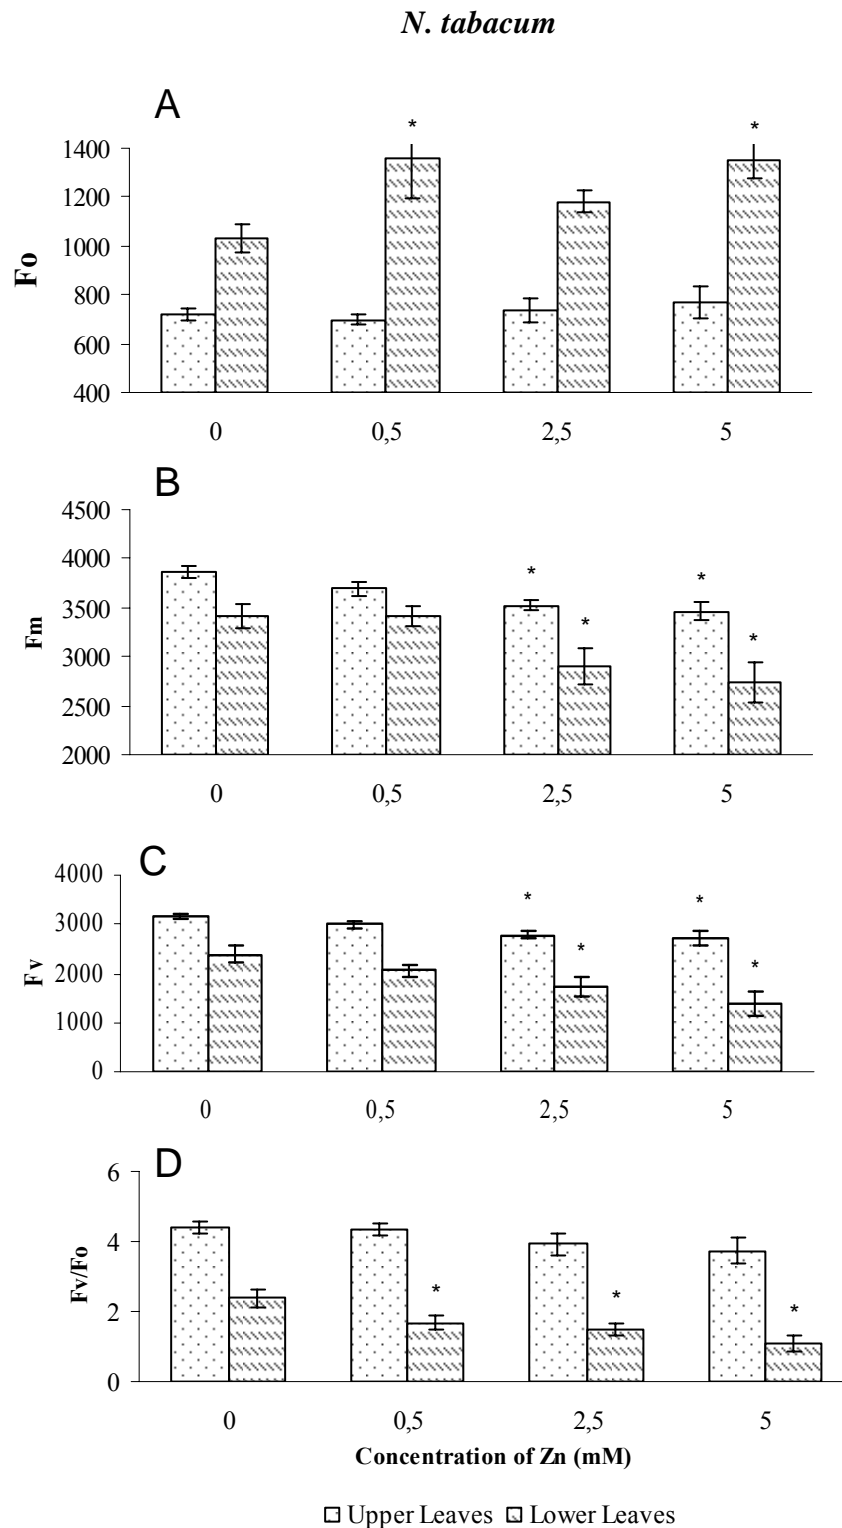 N. tabacum
A
* *
1400
1200
1000
800
600
400
Fo
0 0,5 2,5 5
B
4500
4000
3500
3000
2500
2000
Fm
* *
* *
0 0,5 2,5 5
C
4000
3000
2000
1000
0
Fv
* *
* *
0 0,5 2,5 5
D
6
4
2
0
Fv/Fo
* * *
0 0,5 2,5 5
Concentration of Zn (mM)
Upper Leaves Lower Leaves